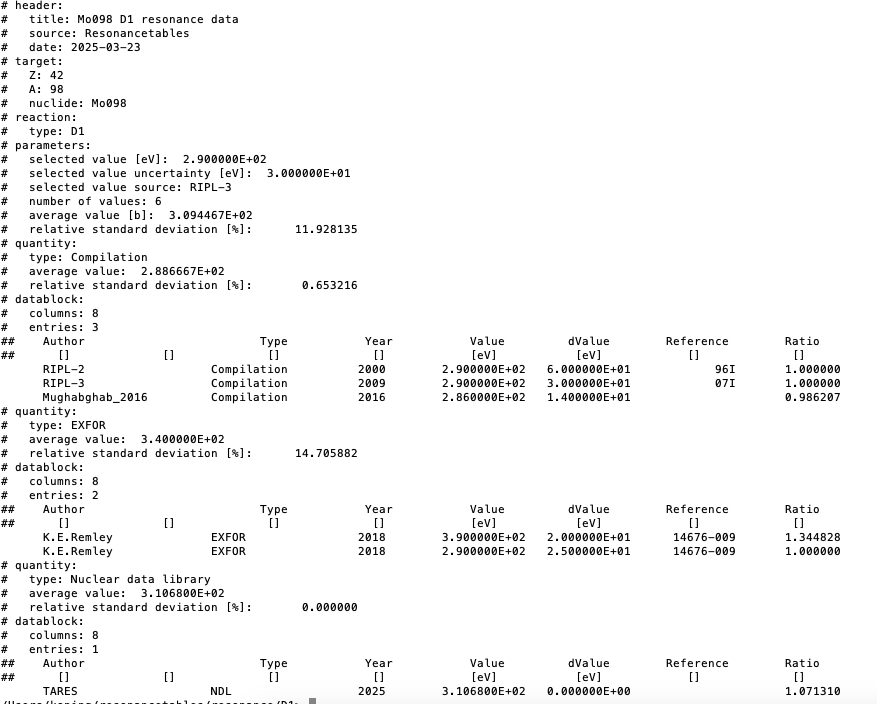 # header:
#   title: Mo098 D1 resonance data
#   source: Resonancetables
#   date: 2025-03-23
# target:
#   Z: 42
#   A: 98
#   nuclide: Mo098
# reaction:
#   type: D1
# parameters:
#   selected value [eV]:  2.900000E+02
#   selected value uncertainty [eV]:  3.000000E+01
#   selected value source: RIPL-3
#   number of values: 6
#   average value [b]:  3.094467E+02
#   relative standard deviation [%]:      11.928135
# quantity:
#   type: Compilation
#   average value:  2.886667E+02
#   relative standard deviation [%]:       0.653216
# datablock:
#   columns: 8
#   entries: 3
##    Author                         Type           Year           Value          dValue        Reference        Ratio
##     []             []             []             []             [eV]           [eV]            []             []
      RIPL-2                  Compilation          2000        2.900000E+02   6.000000E+01            96I       1.000000
      RIPL-3                  Compilation          2009        2.900000E+02   3.000000E+01            07I       1.000000
      Mughabghab_2016         Compilation          2016        2.860000E+02   1.400000E+01                      0.986207
# quantity:
#   type: EXFOR
#   average value:  3.400000E+02
#   relative standard deviation [%]:      14.705882
# datablock:
#   columns: 8
#   entries: 2
##    Author                         Type           Year           Value          dValue        Reference        Ratio
##     []             []             []             []             [eV]           [eV]            []             []
      K.E.Remley              EXFOR                2018        3.900000E+02   2.000000E+01      14676-009       1.344828
      K.E.Remley              EXFOR                2018        2.900000E+02   2.500000E+01      14676-009       1.000000
# quantity:
#   type: Nuclear data library
#   average value:  3.106800E+02
#   relative standard deviation [%]:       0.000000
# datablock:
#   columns: 8
#   entries: 1
##    Author                         Type           Year           Value          dValue        Reference        Ratio
##     []             []             []             []             [eV]           [eV]            []             []
      TARES                   NDL                  2025        3.106800E+02   0.000000E+00                      1.071310